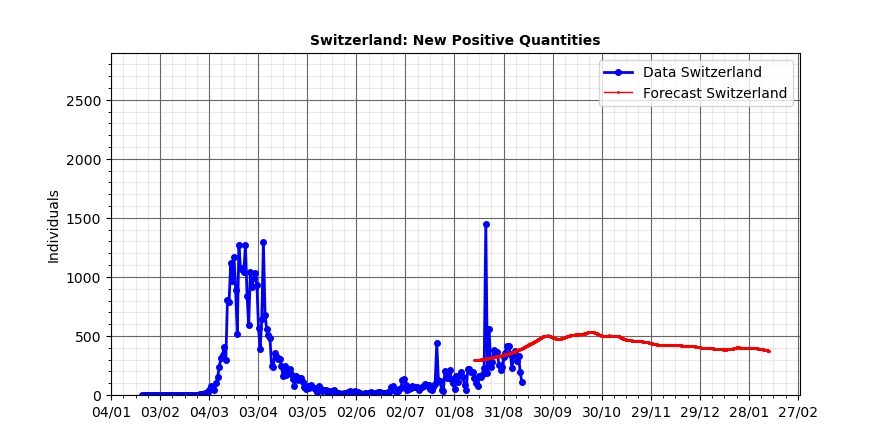 Switzerland: New Positive Quantities
Data Switzerland
Forecast Switzerland
Individuals
2500
2000
1500
1000
500
0
04/01 03/02 04/03 03/04 03/05 02/06 02/07 01/08 31/08 30/09 30/10 29/11 29/12 28/01 27/02